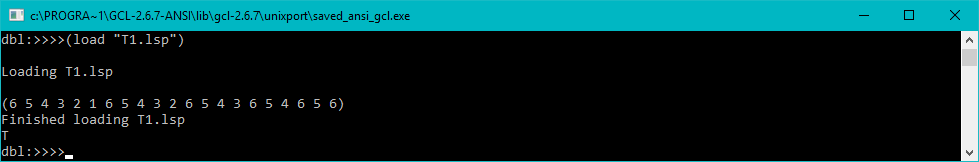 c:\PROGRA~1\GCL-2.6.7-ANSI\lib\gcl-2.6.7\unixport\saved_ansi_gcl.exe
dbl:>>>>(load "T1.lsp")
Loading T1.lsp
(6 5 4 3 2 1 6 5 4 3 2 6 5 4 3 6 5 4 6 5 6)
Finished loading T1.lsp
T
dbl:>>>>